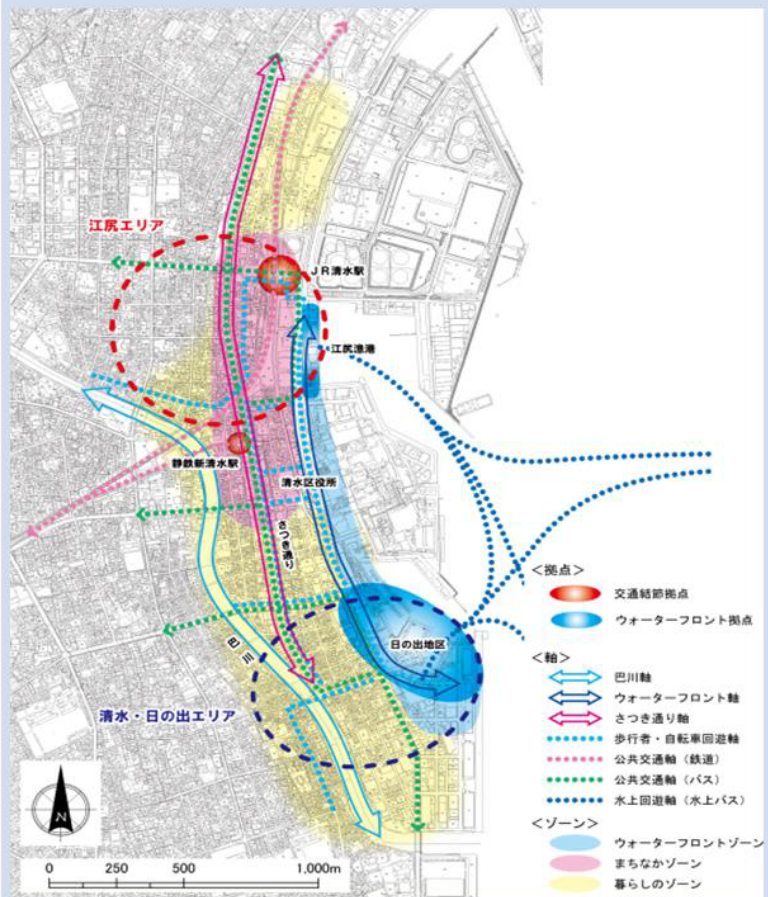 江尻エリア
JR清水駅
江尻漁港
静鉄新清水駅
清水区役所
さつき通り
日の出地区
巴川
清水・日の出エリア
N
0 250 500 1,000m
＜拠点＞
交通結節拠点
ウォーターフロント拠点
＜軸＞
巴川軸
ウォーターフロント軸
さつき通り軸
歩行者・自転車回遊軸
公共交通軸（鉄道）
公共交通軸（バス）
水上回遊軸（水上バス）
＜ゾーン＞
ウォーターフロントゾーン
まちなかゾーン
暮らしのゾーン